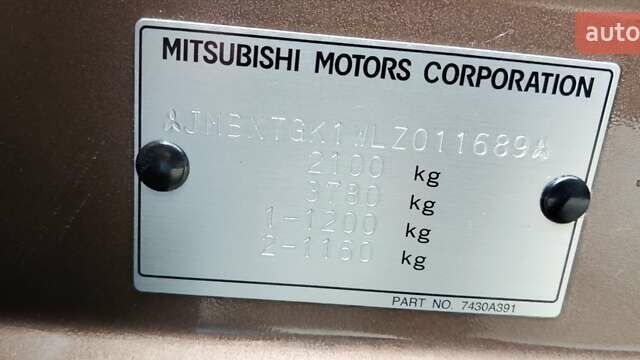 auto
MITSUBISHI MOTORS CORPORATION
JMBXTGK1WLZ011689
2100 kg
3780 kg
1-1200 kg
2-1160 kg
PART NO. 7430A391